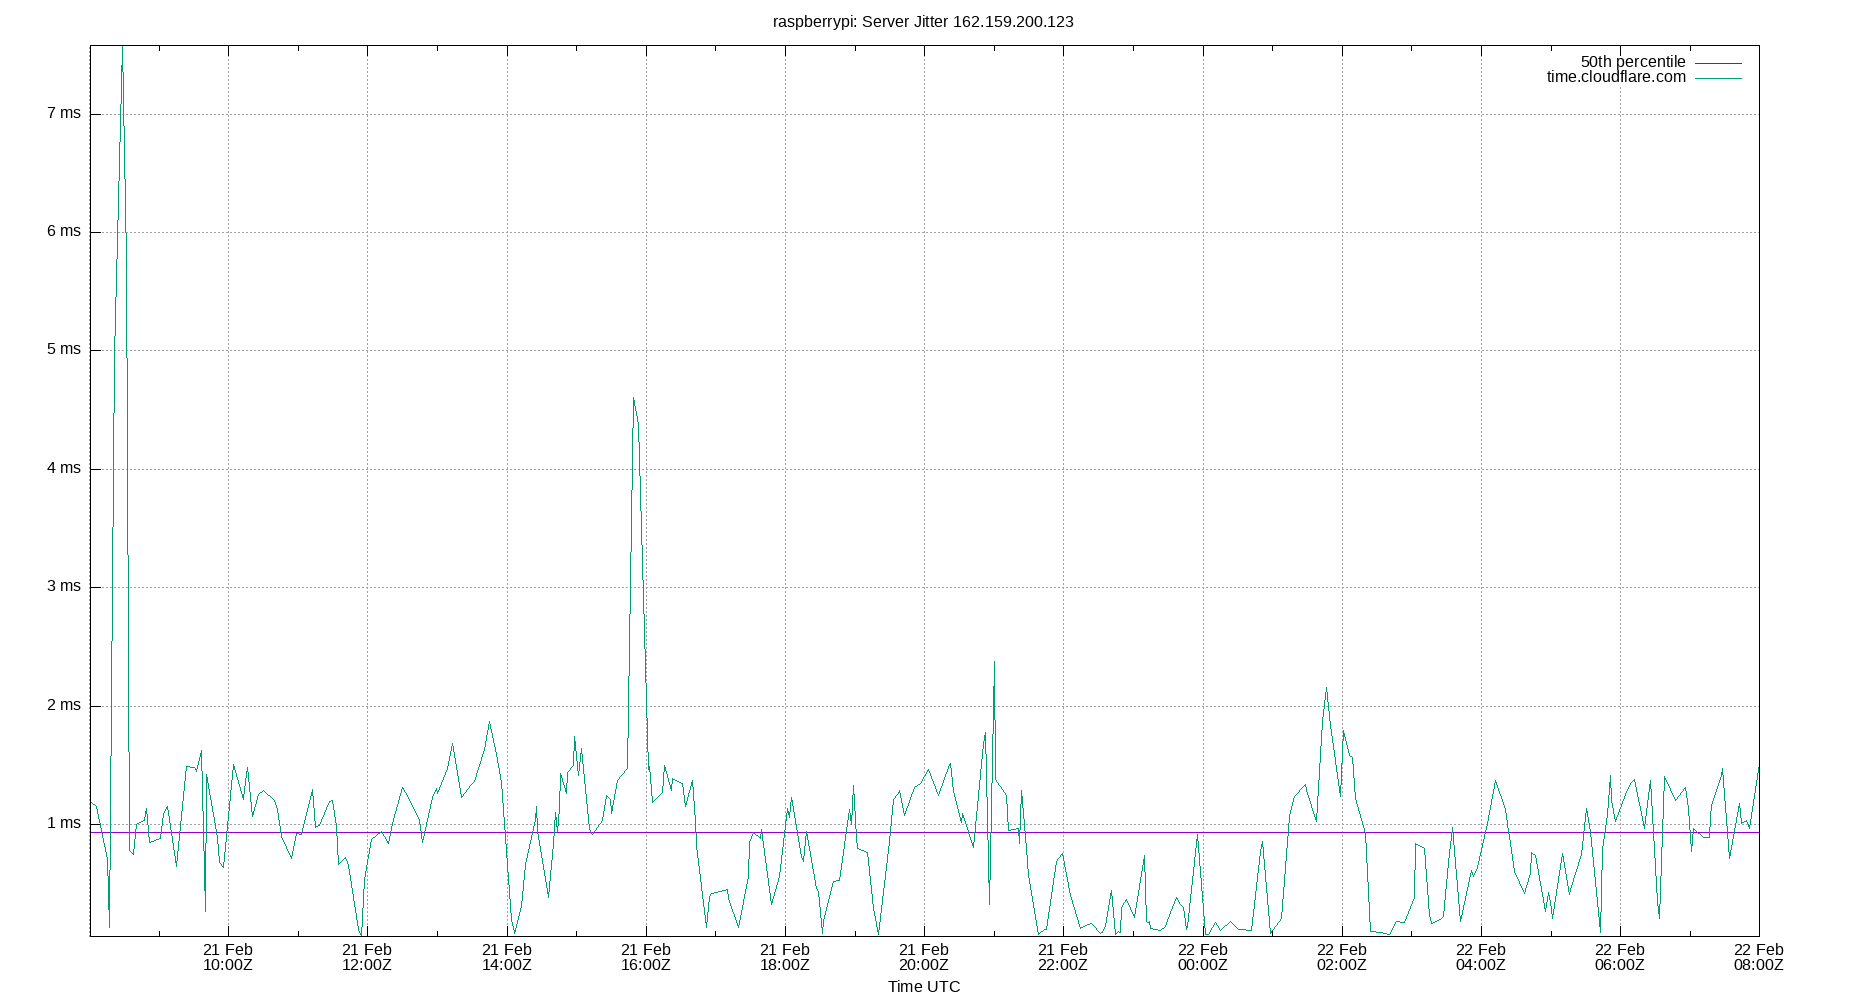 raspberrypi: Server Jitter 162.159.200.123
50th percentile
time.cloudflare.com
7 ms
6 ms
5 ms
4 ms
3 ms
2 ms
1 ms
21 Feb 21 Feb 21 Feb 21 Feb 21 Feb 21 Feb 21 Feb 22 Feb 22 Feb 22 Feb 22 Feb 22 Feb
10:00Z 12:00Z 14:00Z 16:00Z 18:00Z 20:00Z 22:00Z 00:00Z 02:00Z 04:00Z 06:00Z 08:00Z
Time UTC